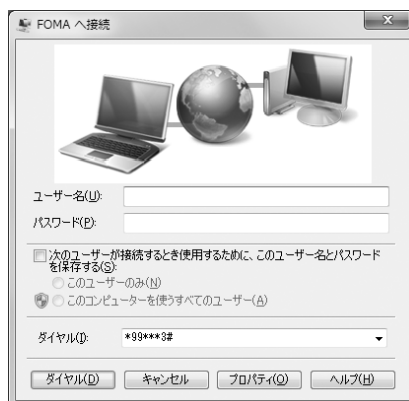 FOMA へ接続
ユーザー名(U):
パスワード(P):
次のユーザーが接続するとき使用するために、このユーザー名とパスワード
を保存する(S):
このユーザーのみ(N)
このコンピューターを使うすべてのユーザー(A)
ダイヤル(I): *99***3#
ダイヤル(D) キャンセル プロパティ(O) ヘルプ(H)